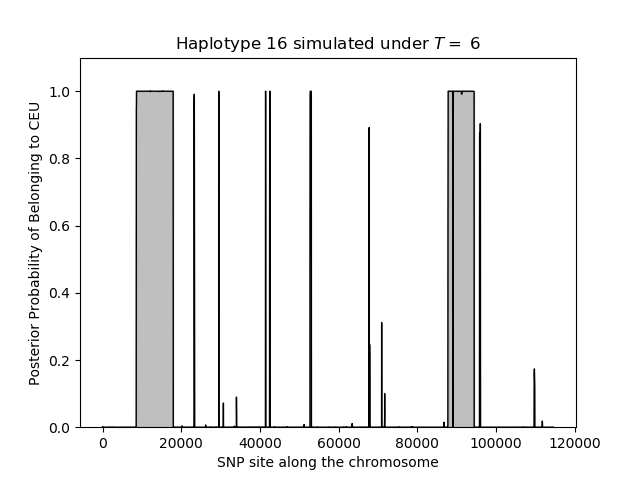 Haplotype 16 simulated under T = 6
Posterior Probability of Belonging to CEU
1.0
0.8
0.6
0.4
0.2
0.0
0 20000 40000 60000 80000 100000 120000
SNP site along the chromosome